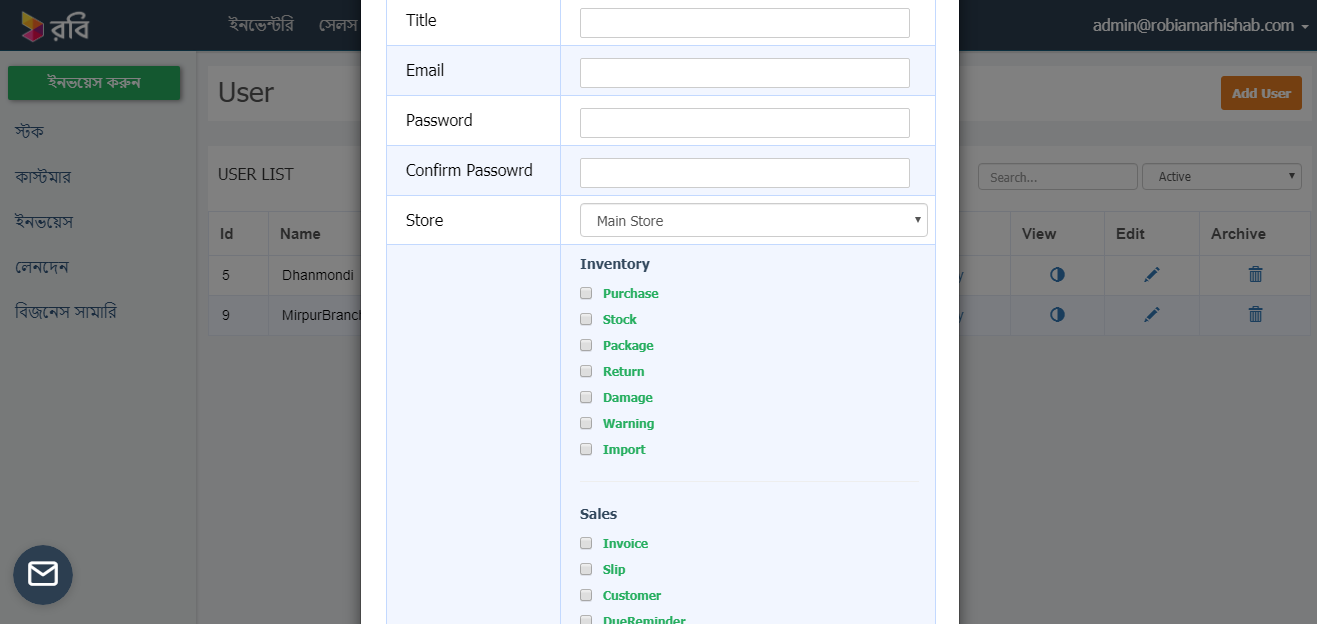 রবি
ইনভেন্টরি
সেলস
admin@robiamarhishab.com
ইনভয়েস করুন
স্টক
কাস্টমার
ইনভয়েস
লেনদেন
বিজনেস সামারি
User
Add User
USER LIST
Search...
Active
Id Name View Edit Archive
5 Dhanmondi
9 MirpurBranc
Title
Email
Password
Confirm Passowrd
Store Main Store
Inventory
Purchase
Stock
Package
Return
Damage
Warning
Import
Sales
Invoice
Slip
Customer
DueReminder